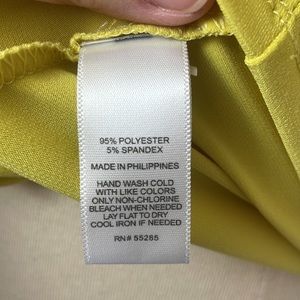 95% POLYESTER
5% SPANDEX
MADE IN PHILIPPINES
HAND WASH COLD
WITH LIKE COLORS
ONLY NON-CHLORINE
BLEACH WHEN NEEDED
LAY FLAT TO DRY
COOL IRON IF NEEDED
RN# 55285